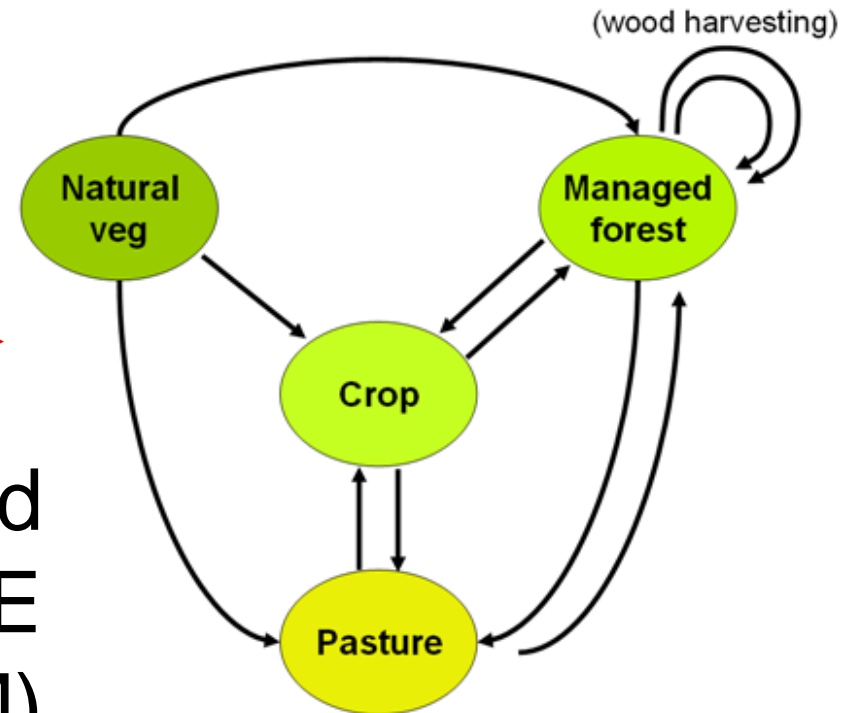 (wood harvesting)
Natural
veg
Managed
forest
Crop
d
E
Pasture